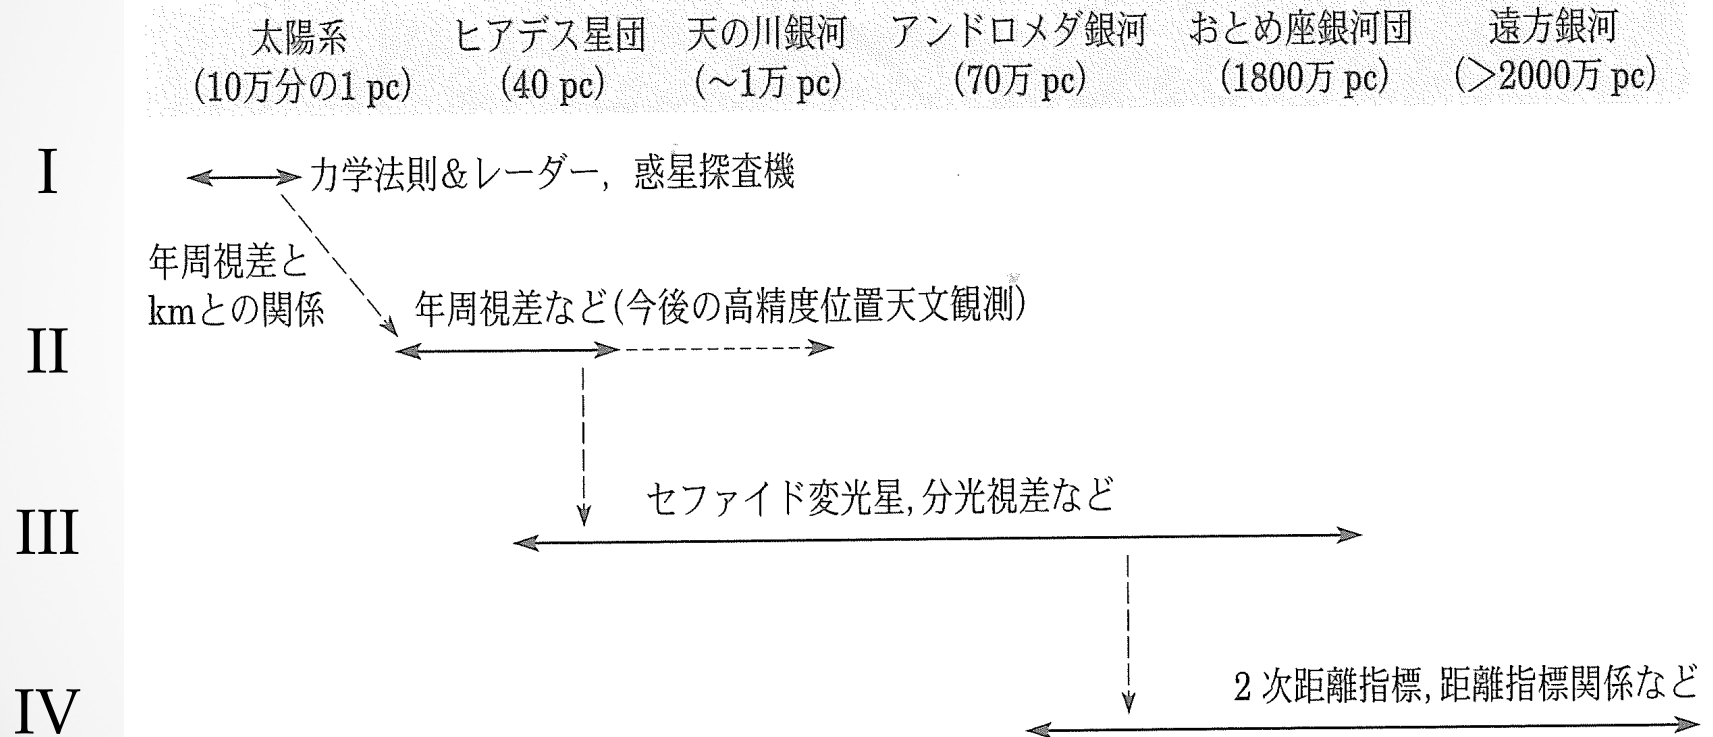 太陽系 ヒアデス星団 天の川銀河 アンドロメダ銀河 おとめ座銀河団 遠方銀河
(10万分の1 pc) (40 pc) (～1万 pc) (70万 pc) (1800万 pc) (＞2000万 pc)
I
力学法則＆レーダー, 惑星探査機
年周視差と
kmとの関係
年周視差など(今後の高精度位置天文観測)
II
セファイド変光星, 分光視差など
III
2 次距離指標, 距離指標関係など
IV